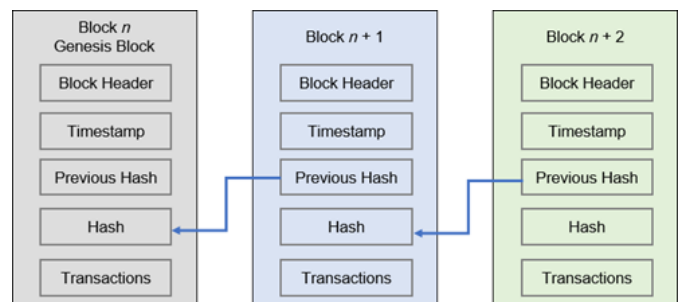 Block n
Genesis Block
Block Header
Timestamp
Previous Hash
Hash
Transactions
Block n + 1
Block Header
Timestamp
Previous Hash
Hash
Transactions
Block n + 2
Block Header
Timestamp
Previous Hash
Hash
Transactions